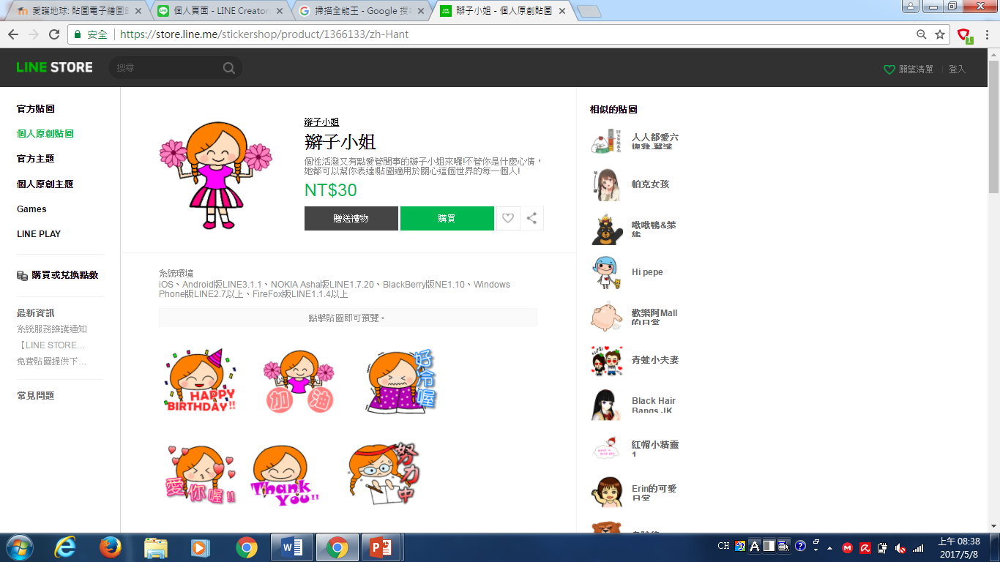 愛護地球: 貼圖電子繪圖
個人頁面 - LINE Creator
掃描全能王 - Google 搜
辮子小姐 - 個人原創貼圖
安全
https://store.line.me/stickershop/product/1366133/zh-Hant
1
LINE STORE
搜尋
願望清單
登入
官方貼圖
個人原創貼圖
官方主題
個人原創主題
Games
LINE PLAY
購買或兌換點數
最新資訊
系統服務維護通知
【LINE STORE...
免費貼圖提供下...
常見問題
辮子小姐
辮子小姐
個性活潑又有點愛管閒事的辮子小姐來囉!不管你是什麼心情，
她都可以幫你表達!貼圖適用於關心這個世界的每一個人!
NT$30
贈送禮物
購買
系統環境
iOS、Android版LINE3.1.1、NOKIA Asha版LINE1.7.20、BlackBerry版NE1.10、Windows
Phone版LINE2.7以上、FireFox版LINE1.1.4以上
點擊貼圖即可預覽。
HAPPY
BIRTHDAY!!
加油
好冷喔
愛你喔!!
Thank
You!!
努力中
相似的貼圖
人人都愛六
帕克女孩
啾啾鴨&菜
熊
Hi pepe
歡樂阿Mall
的日常
青蛙小夫妻
Black Hair
Bangs JK
紅帽小精靈
1
Erin的可愛
日常
CH
上午 08:38
2017/5/8